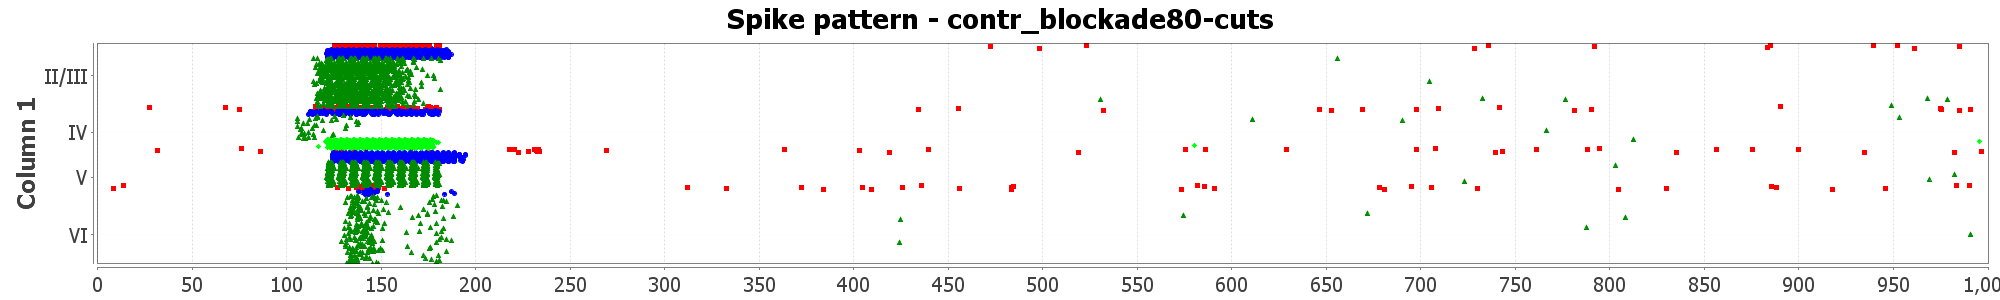 Spike pattern - contr_blockade80-cuts
Column 1
II/III
IV
V
VI
0 50 100 150 200 250 300 350 400 450 500 550 600 650 700 750 800 850 900 950 1,00